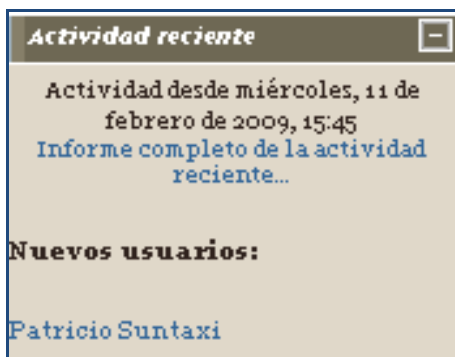 Actividad reciente
Actividad desde miércoles, 11 de
febrero de 2009, 15:45
Informe completo de la actividad
reciente...
Nuevos usuarios:
Patricio Suntaxi